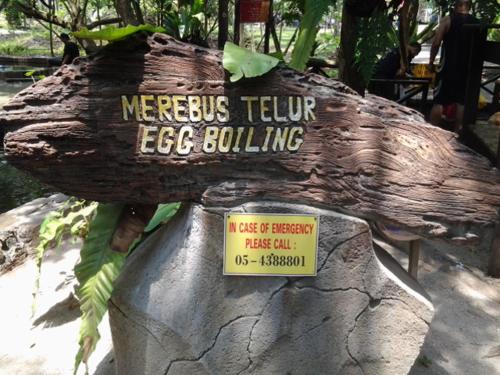 MEREBUS TELUR
EGG BOILING
IN CASE OF EMERGENCY
PLEASE CALL :
05-4388801